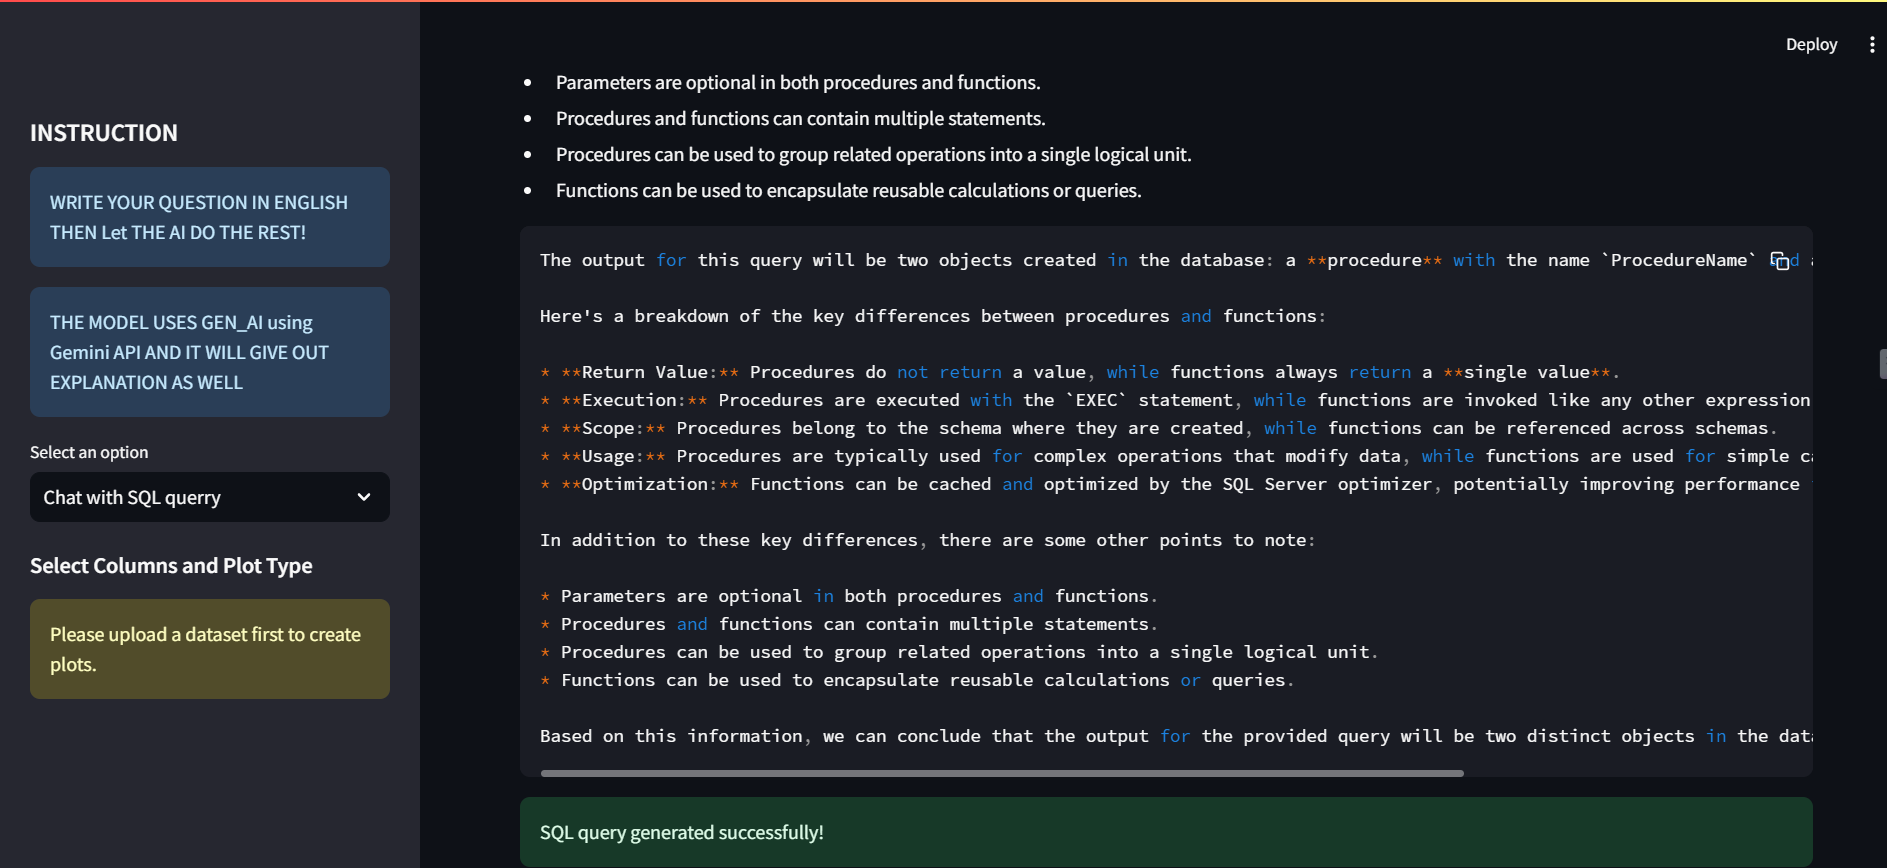 Deploy
INSTRUCTION
WRITE YOUR QUESTION IN ENGLISH
THEN Let THE AI DO THE REST!
THE MODEL USES GEN_AI using
Gemini API AND IT WILL GIVE OUT
EXPLANATION AS WELL
Select an option
Chat with SQL querry
Select Columns and Plot Type
Please upload a dataset first to create
plots.
• Parameters are optional in both procedures and functions.
• Procedures and functions can contain multiple statements.
• Procedures can be used to group related operations into a single logical unit.
• Functions can be used to encapsulate reusable calculations or queries.
The output for this query will be two objects created in the database: a **procedure** with the name `ProcedureName` and
Here's a breakdown of the key differences between procedures and functions:
* **Return Value:** Procedures do not return a value, while functions always return a **single value**.
* **Execution:** Procedures are executed with the `EXEC` statement, while functions are invoked like any other expression
* **Scope:** Procedures belong to the schema where they are created, while functions can be referenced across schemas.
* **Usage:** Procedures are typically used for complex operations that modify data, while functions are used for simple
* **Optimization:** Functions can be cached and optimized by the SQL Server optimizer, potentially improving performance
In addition to these key differences, there are some other points to note:
* Parameters are optional in both procedures and functions.
* Procedures and functions can contain multiple statements.
* Procedures can be used to group related operations into a single logical unit.
* Functions can be used to encapsulate reusable calculations or queries.
Based on this information, we can conclude that the output for the provided query will be two distinct objects in the
SQL query generated successfully!